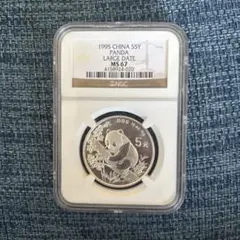 1995 CHINA S5Y
PANDA
LARGE DATE
MS 67
NGC
5元